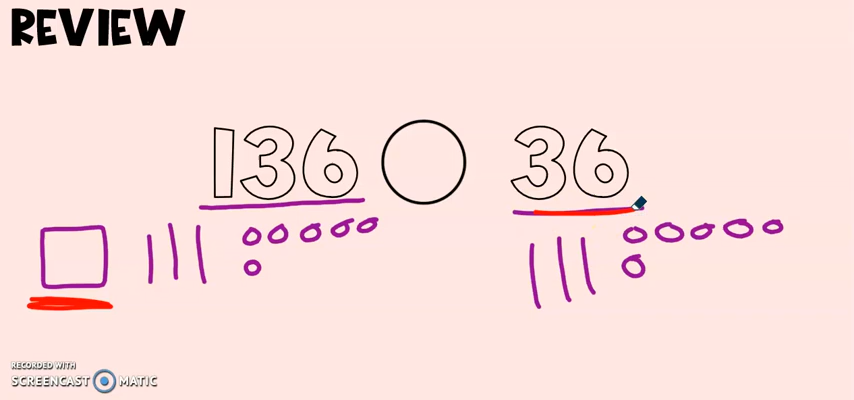 REVIEW
136 36
RECORDED WITH
SCREENCAST MATIC